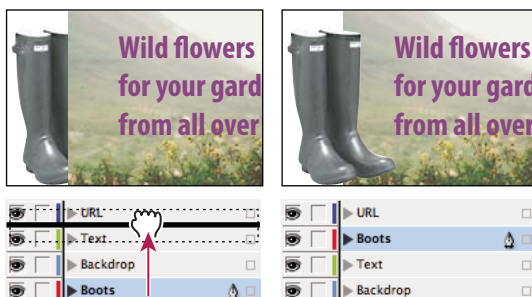 Wild flowers
for your gard
from all over
URL
Text
Backdrop
Boots
Wild flowers
for your gard
from all over
URL
Boots
Text
Backdrop